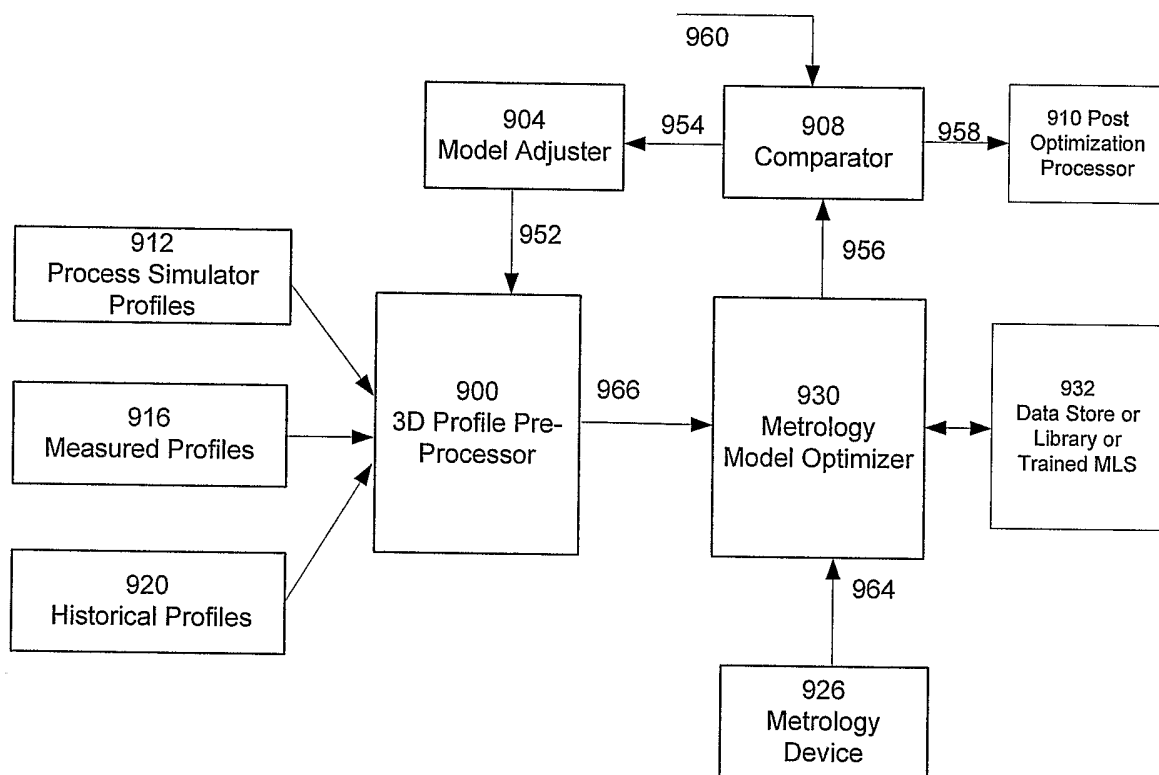 960
904
Model Adjuster
954
908
Comparator
958
910 Post
Optimization
Processor
952
956
912
Process Simulator
Profiles
916
Measured Profiles
920
Historical Profiles
900
3D Profile Pre-
Processor
966
930
Metrology
Model Optimizer
932
Data Store or
Library or
Trained MLS
964
926
Metrology
Device